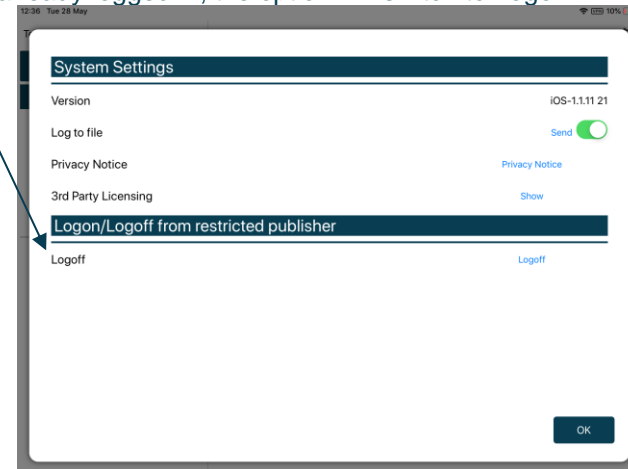 12:36 Tue 28 May 10%
System Settings
Version iOS-1.1.11 21
Log to file Send
Privacy Notice Privacy Notice
3rd Party Licensing Show
Logon/Logoff from restricted publisher
Logoff Logoff
OK